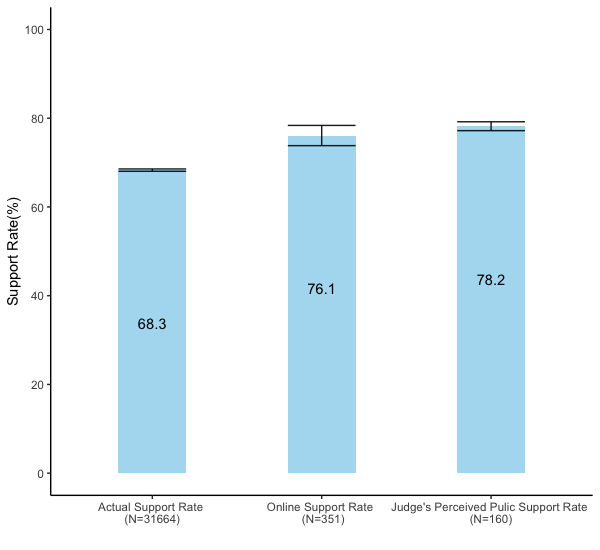 100
80
60
40
20
0
Support Rate(%)
68.3
76.1
78.2
Actual Support Rate
(N=31664)
Online Support Rate
(N=351)
Judge's Perceived Pulic Support Rate
(N=160)